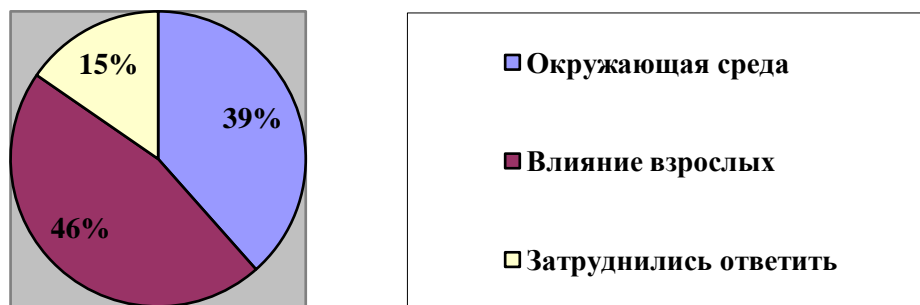 15%
39%
46%
Окружающая среда
Влияние взрослых
Затруднились ответить